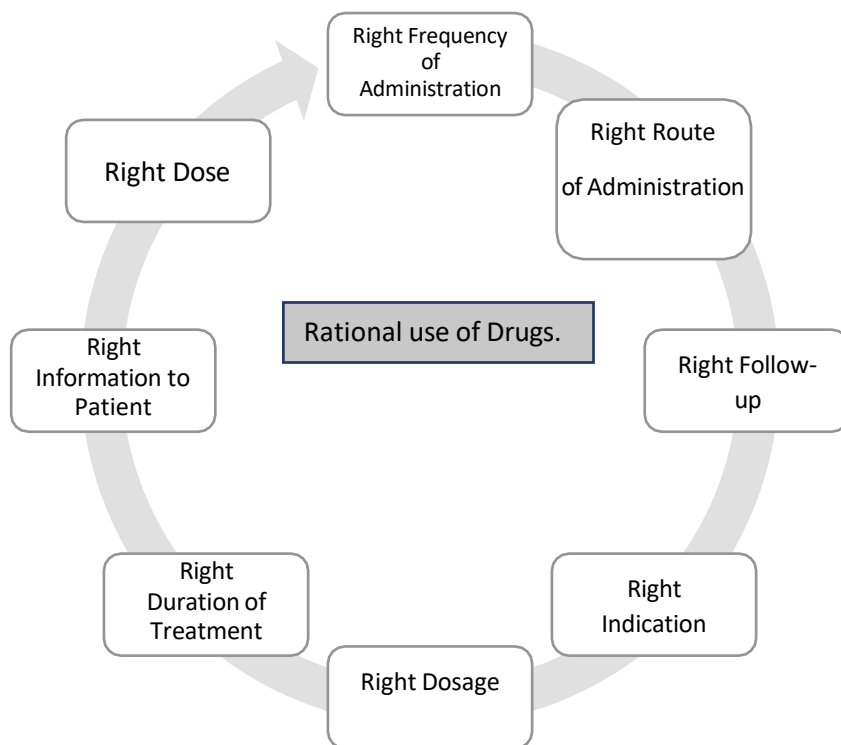 Right Frequency
of
Administration
Right Route
of Administration
Right Dose
Rational use of Drugs.
Right
Information to
Patient
Right Follow-
up
Right
Duration of
Treatment
Right
Indication
Right Dosage